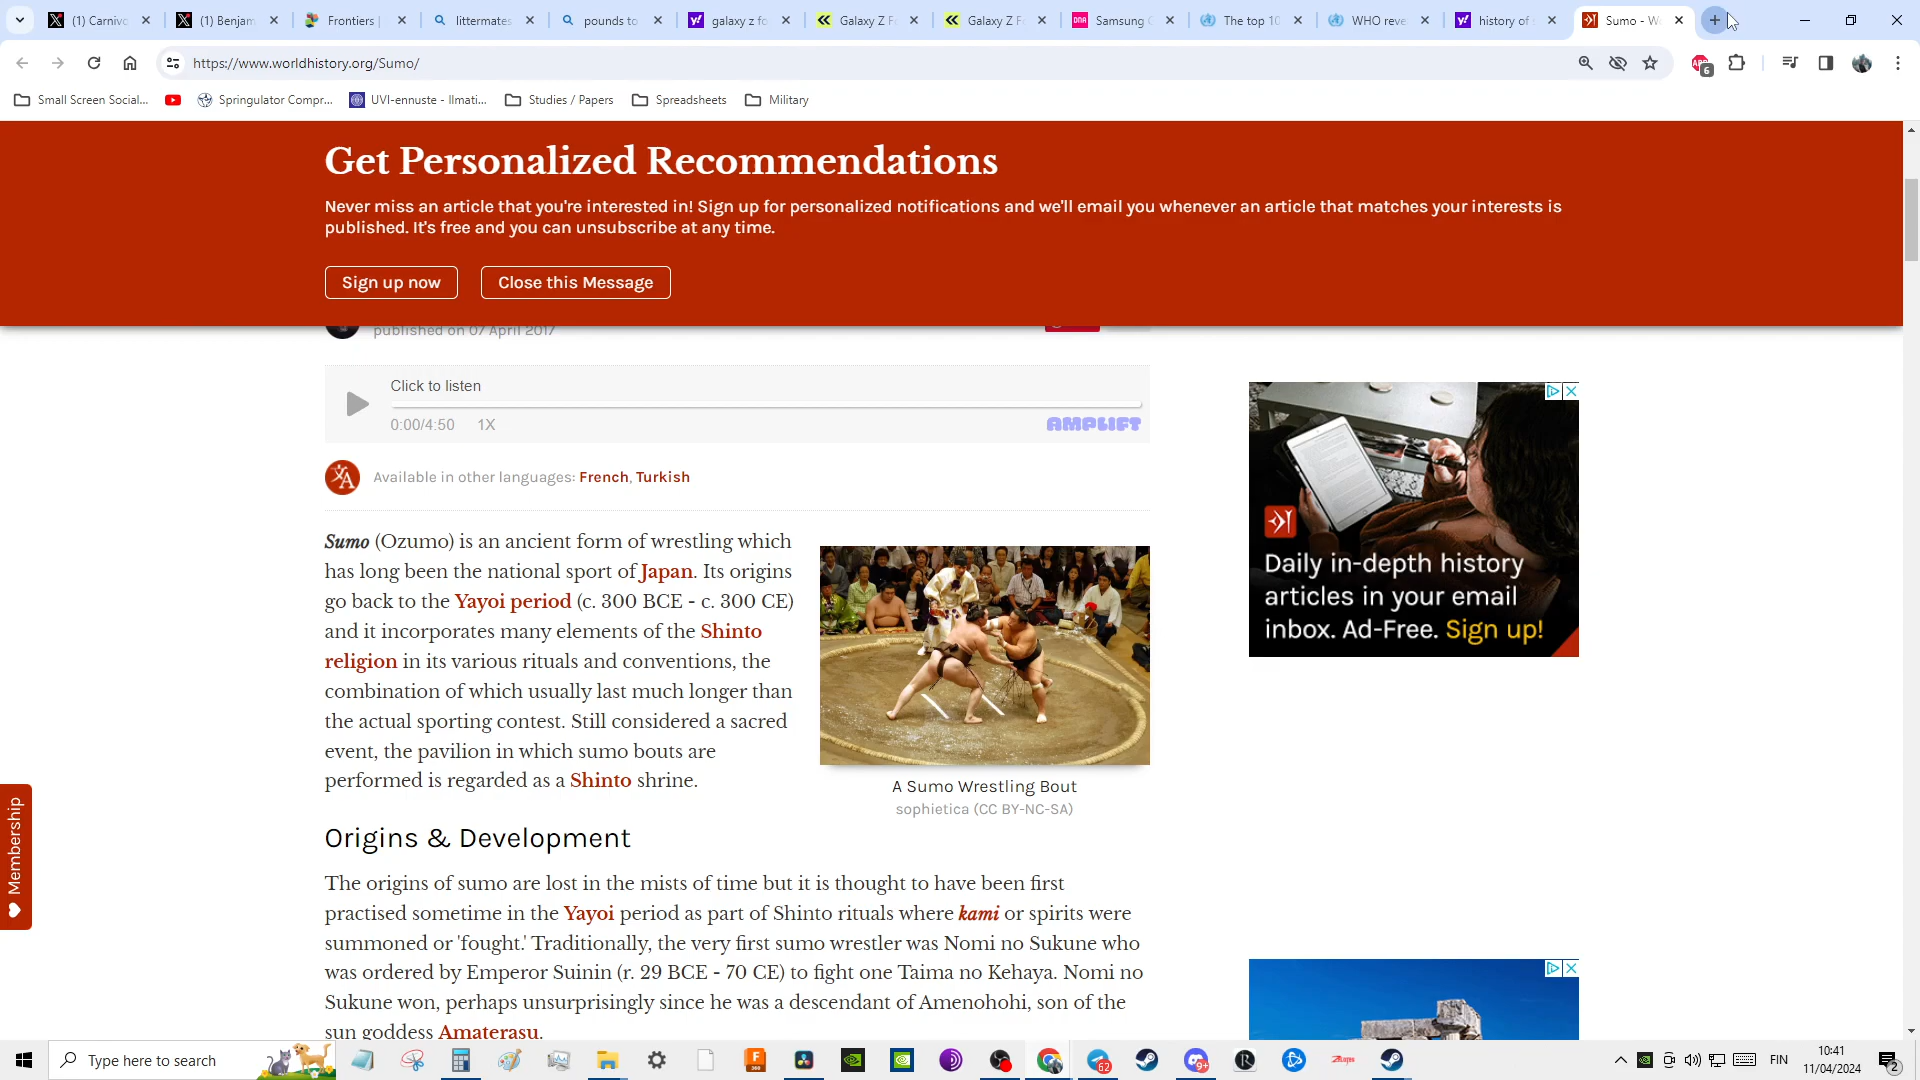 (1) Carnivo
(1) Benjam
Frontiers |
littermates
pounds to
galaxy z fo
Galaxy Z F
Galaxy Z F
Samsung G
The top 10
WHO reve
history of s
Sumo - Wo
https://www.worldhistory.org/Sumo/
ABP
6
Small Screen Social...
Springulator Compr...
UVI-ennuste - Ilmati...
Studies / Papers
Spreadsheets
Military
Get Personalized Recommendations
Never miss an article that you're interested in! Sign up for personalized notifications and we'll email you whenever an article that matches your interests is
published. It's free and you can unsubscribe at any time.
Sign up now
Close this Message
published on 07 April 2017
Click to listen
0:00/4:50 1X
AMPLIFT
Available in other languages: French, Turkish
Sumo (Ozumo) is an ancient form of wrestling which
has long been the national sport of Japan. Its origins
go back to the Yayoi period (c. 300 BCE - c. 300 CE)
and it incorporates many elements of the Shinto
religion in its various rituals and conventions, the
combination of which usually last much longer than
the actual sporting contest. Still considered a sacred
event, the pavilion in which sumo bouts are
performed is regarded as a Shinto shrine.
A Sumo Wrestling Bout
sophietica (CC BY-NC-SA)
Daily in-depth history
articles in your email
inbox. Ad-Free. Sign up!
Membership
Origins & Development
The origins of sumo are lost in the mists of time but it is thought to have been first
practised sometime in the Yayoi period as part of Shinto rituals where kami or spirits were
summoned or 'fought.' Traditionally, the very first sumo wrestler was Nomi no Sukune who
was ordered by Emperor Suinin (r. 29 BCE - 70 CE) to fight one Taima no Kehaya. Nomi no
Sukune won, perhaps unsurprisingly since he was a descendant of Amenohohi, son of the
sun goddess Amaterasu.
Type here to search
62
9+
FIN
10:41
11/04/2024
2